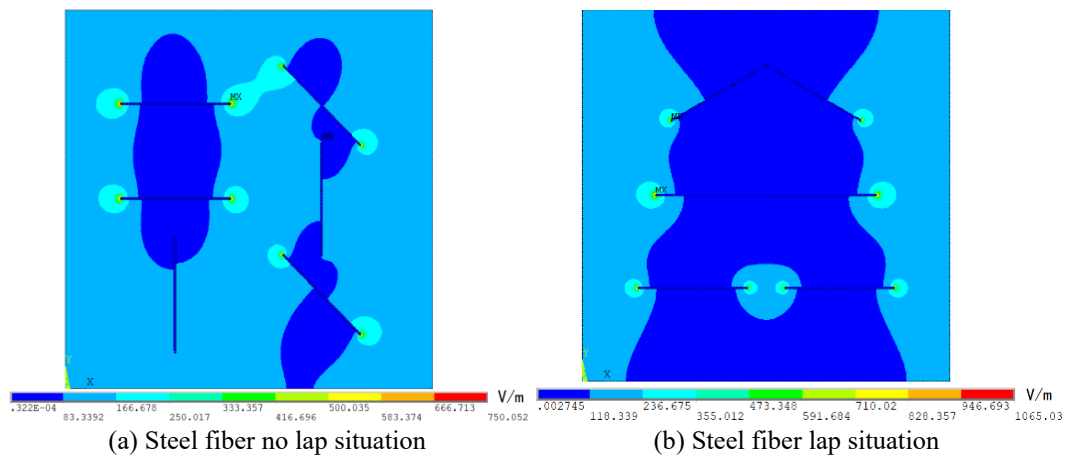 MX
MN
Y
X
V/m
.322E-04
83.3392
166.678
250.017
333.357
416.696
500.035
583.374
666.713
750.052
(a) Steel fiber no lap situation
MX
Y
X
V/m
.002745
118.339
236.675
355.012
473.348
591.684
710.02
828.357
946.693
1065.03
(b) Steel fiber lap situation